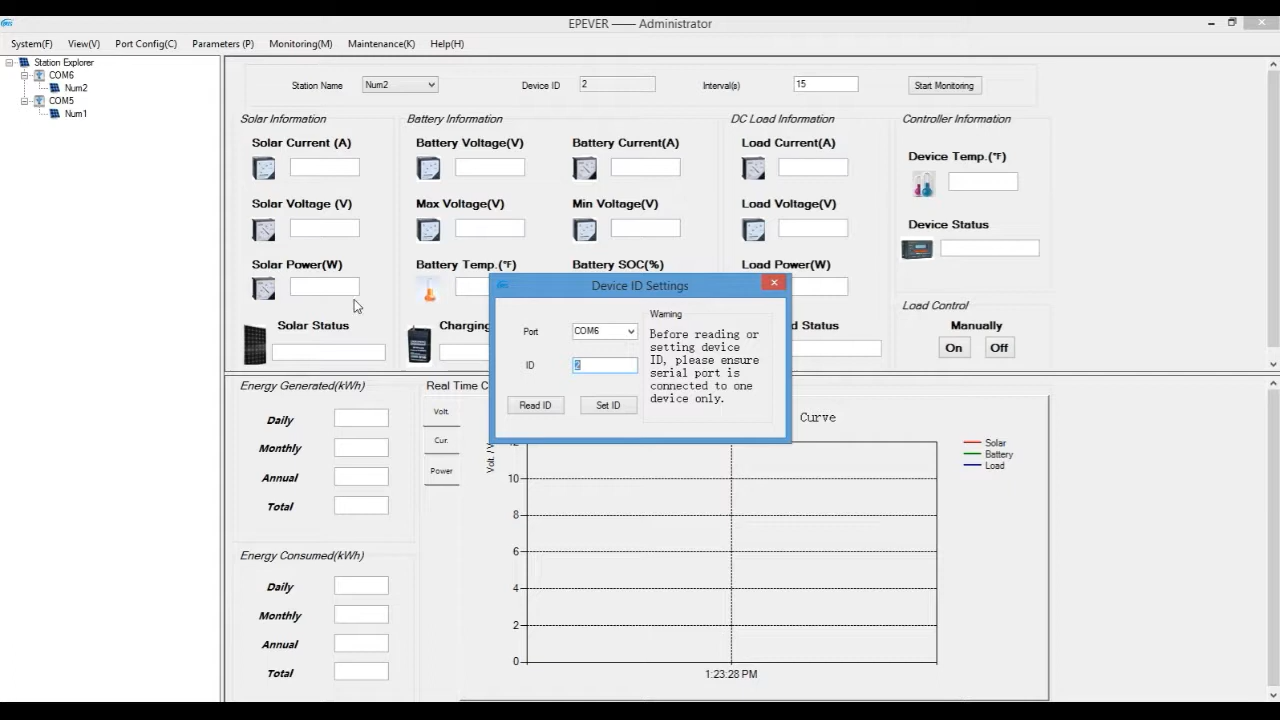 EPEVER —— Administrator
System(F) View(V) Port Config(C) Parameters (P) Monitoring(M) Maintenance(K) Help(H)
Station Explorer
COM6
Num2
COM5
Num1
Station Name Num2 Device ID 2 Interval(s) 15 Start Monitoring
Solar Information
Solar Current (A)
Solar Voltage (V)
Solar Power(W)
Solar Status
Battery Information
Battery Voltage(V) Battery Current(A)
Max Voltage(V) Min Voltage(V)
Battery Temp.(°F) Battery SOC(%)
Charging
DC Load Information
Load Current(A)
Load Voltage(V)
Load Power(W)
Status
Controller Information
Device Temp.(°F)
Device Status
Load Control
Manually
On Off
Device ID Settings
Port COM6
ID 2
Read ID Set ID
Warning
Before reading or
setting device
ID, please ensure
serial port is
connected to one
device only.
Energy Generated(kWh)
Daily
Monthly
Annual
Total
Energy Consumed(kWh)
Daily
Monthly
Annual
Total
Real Time
Volt.
Cur.
Power
Curve
Volt. /
10
8
6
4
2
0
1:23:28 PM
Solar
Battery
Load